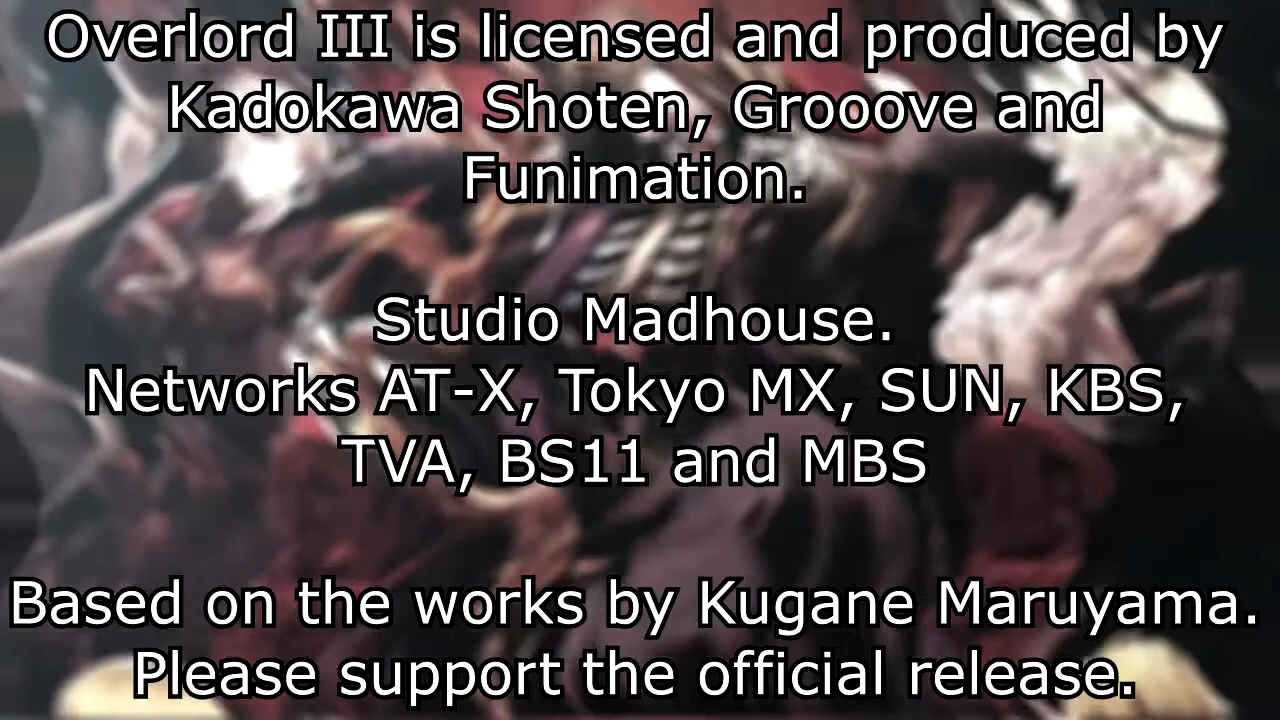 Overlord III is licensed and produced by
Kadokawa Shoten, Grooove and
Funimation.
Studio Madhouse.
Networks AT-X, Tokyo MX, SUN, KBS,
TVA, BS11 and MBS
Based on the works by Kugane Maruyama.
Please support the official release.